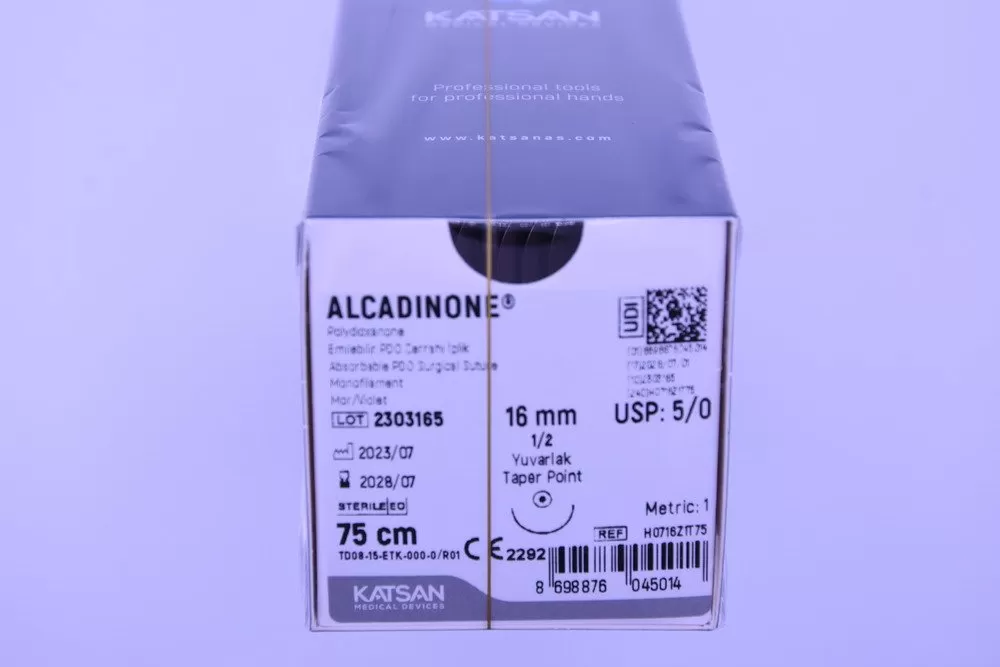 KATSAN
MEDICAL DEVICES
Professional tools
for professional hands
www.katsanas.com
ALCADINONE®
Polydioxanone
Emilebilir PDO Cerrahi İplik
Absorbable PDO Surgical Suture
Monofilament
Mor/Violet
LOT 2303165
2023/07
2028/07
STERILE EO
75 cm
TD08-15-ETK-000-0/R01
16 mm
1/2
Yuvarlak
Taper Point
UDI
USP: 5/0
Metric: 1
REF H0716Z1T75
CE 2292
8 698876 045014
KATSAN
MEDICAL DEVICES